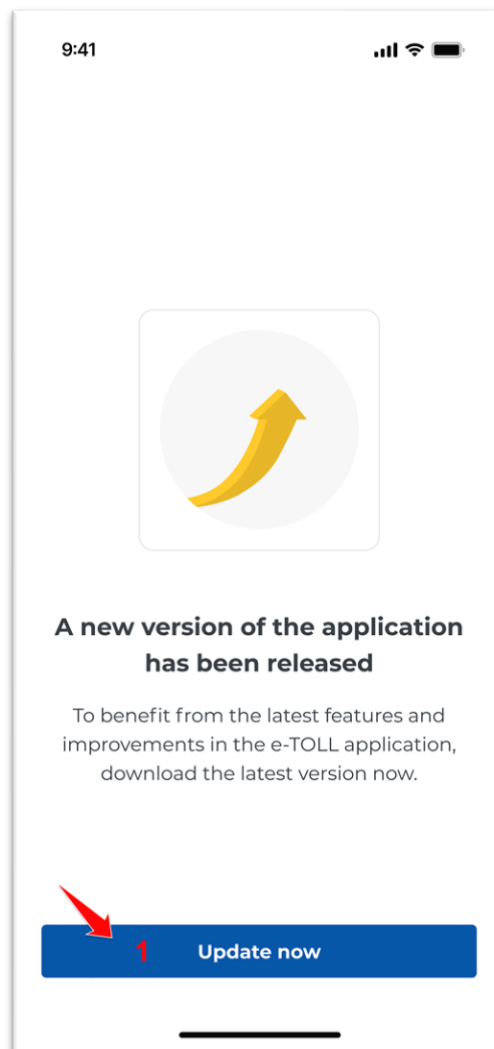 9:41
A new version of the application
has been released
To benefit from the latest features and
improvements in the e-TOLL application,
download the latest version now.
1 Update now